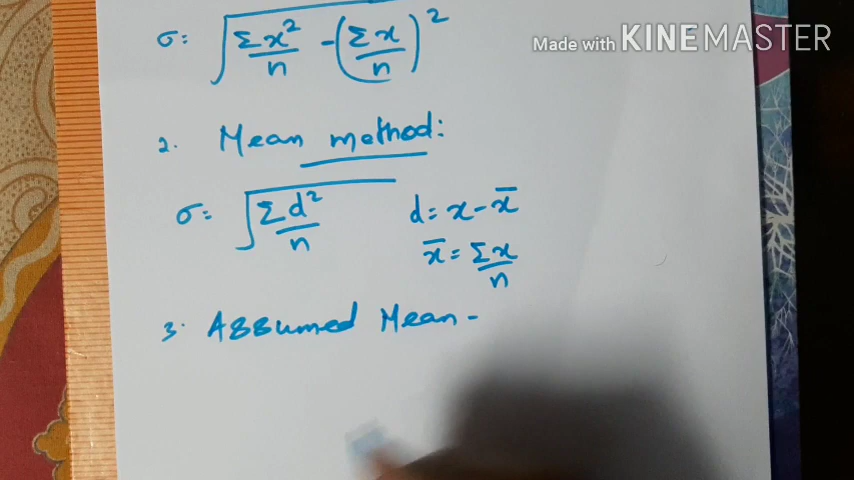 Made with KINEMASTER
σ = √(Σx²/n - (Σx/n)²)
2. Mean method:
σ = √(Σd²/n) d = x - x̄
x̄ = Σx/n
3. Assumed Mean -